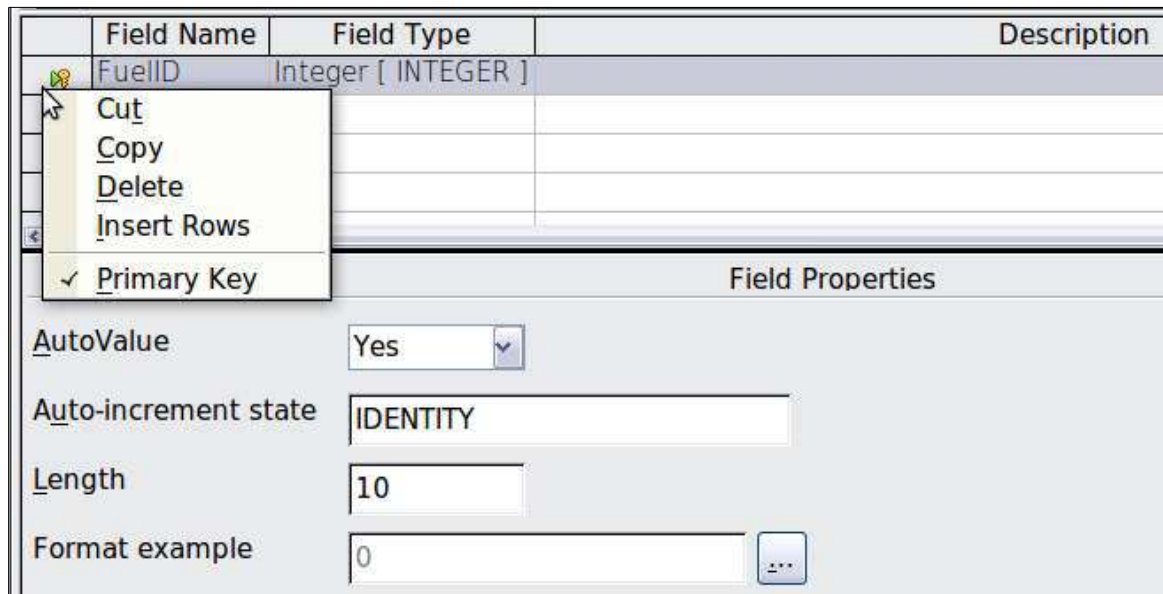 Field Name Field Type Description
FuelID Integer [ INTEGER ]
Cut
Copy
Delete
Insert Rows
Primary Key
Field Properties
AutoValue Yes
Auto-increment state IDENTITY
Length 10
Format example 0 ...